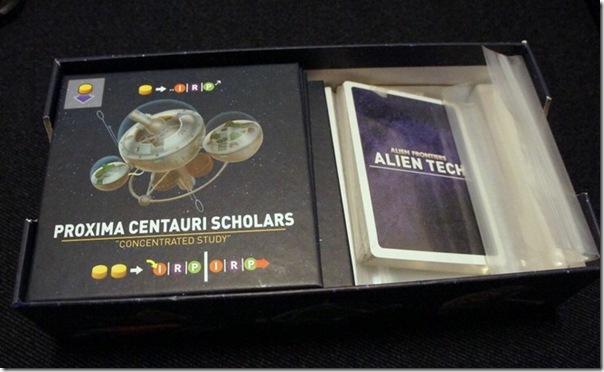 I R P
PROXIMA CENTAURI SCHOLARS
"CONCENTRATED STUDY"
I R P I R P
ALIEN FRONTIERS
ALIEN TECH